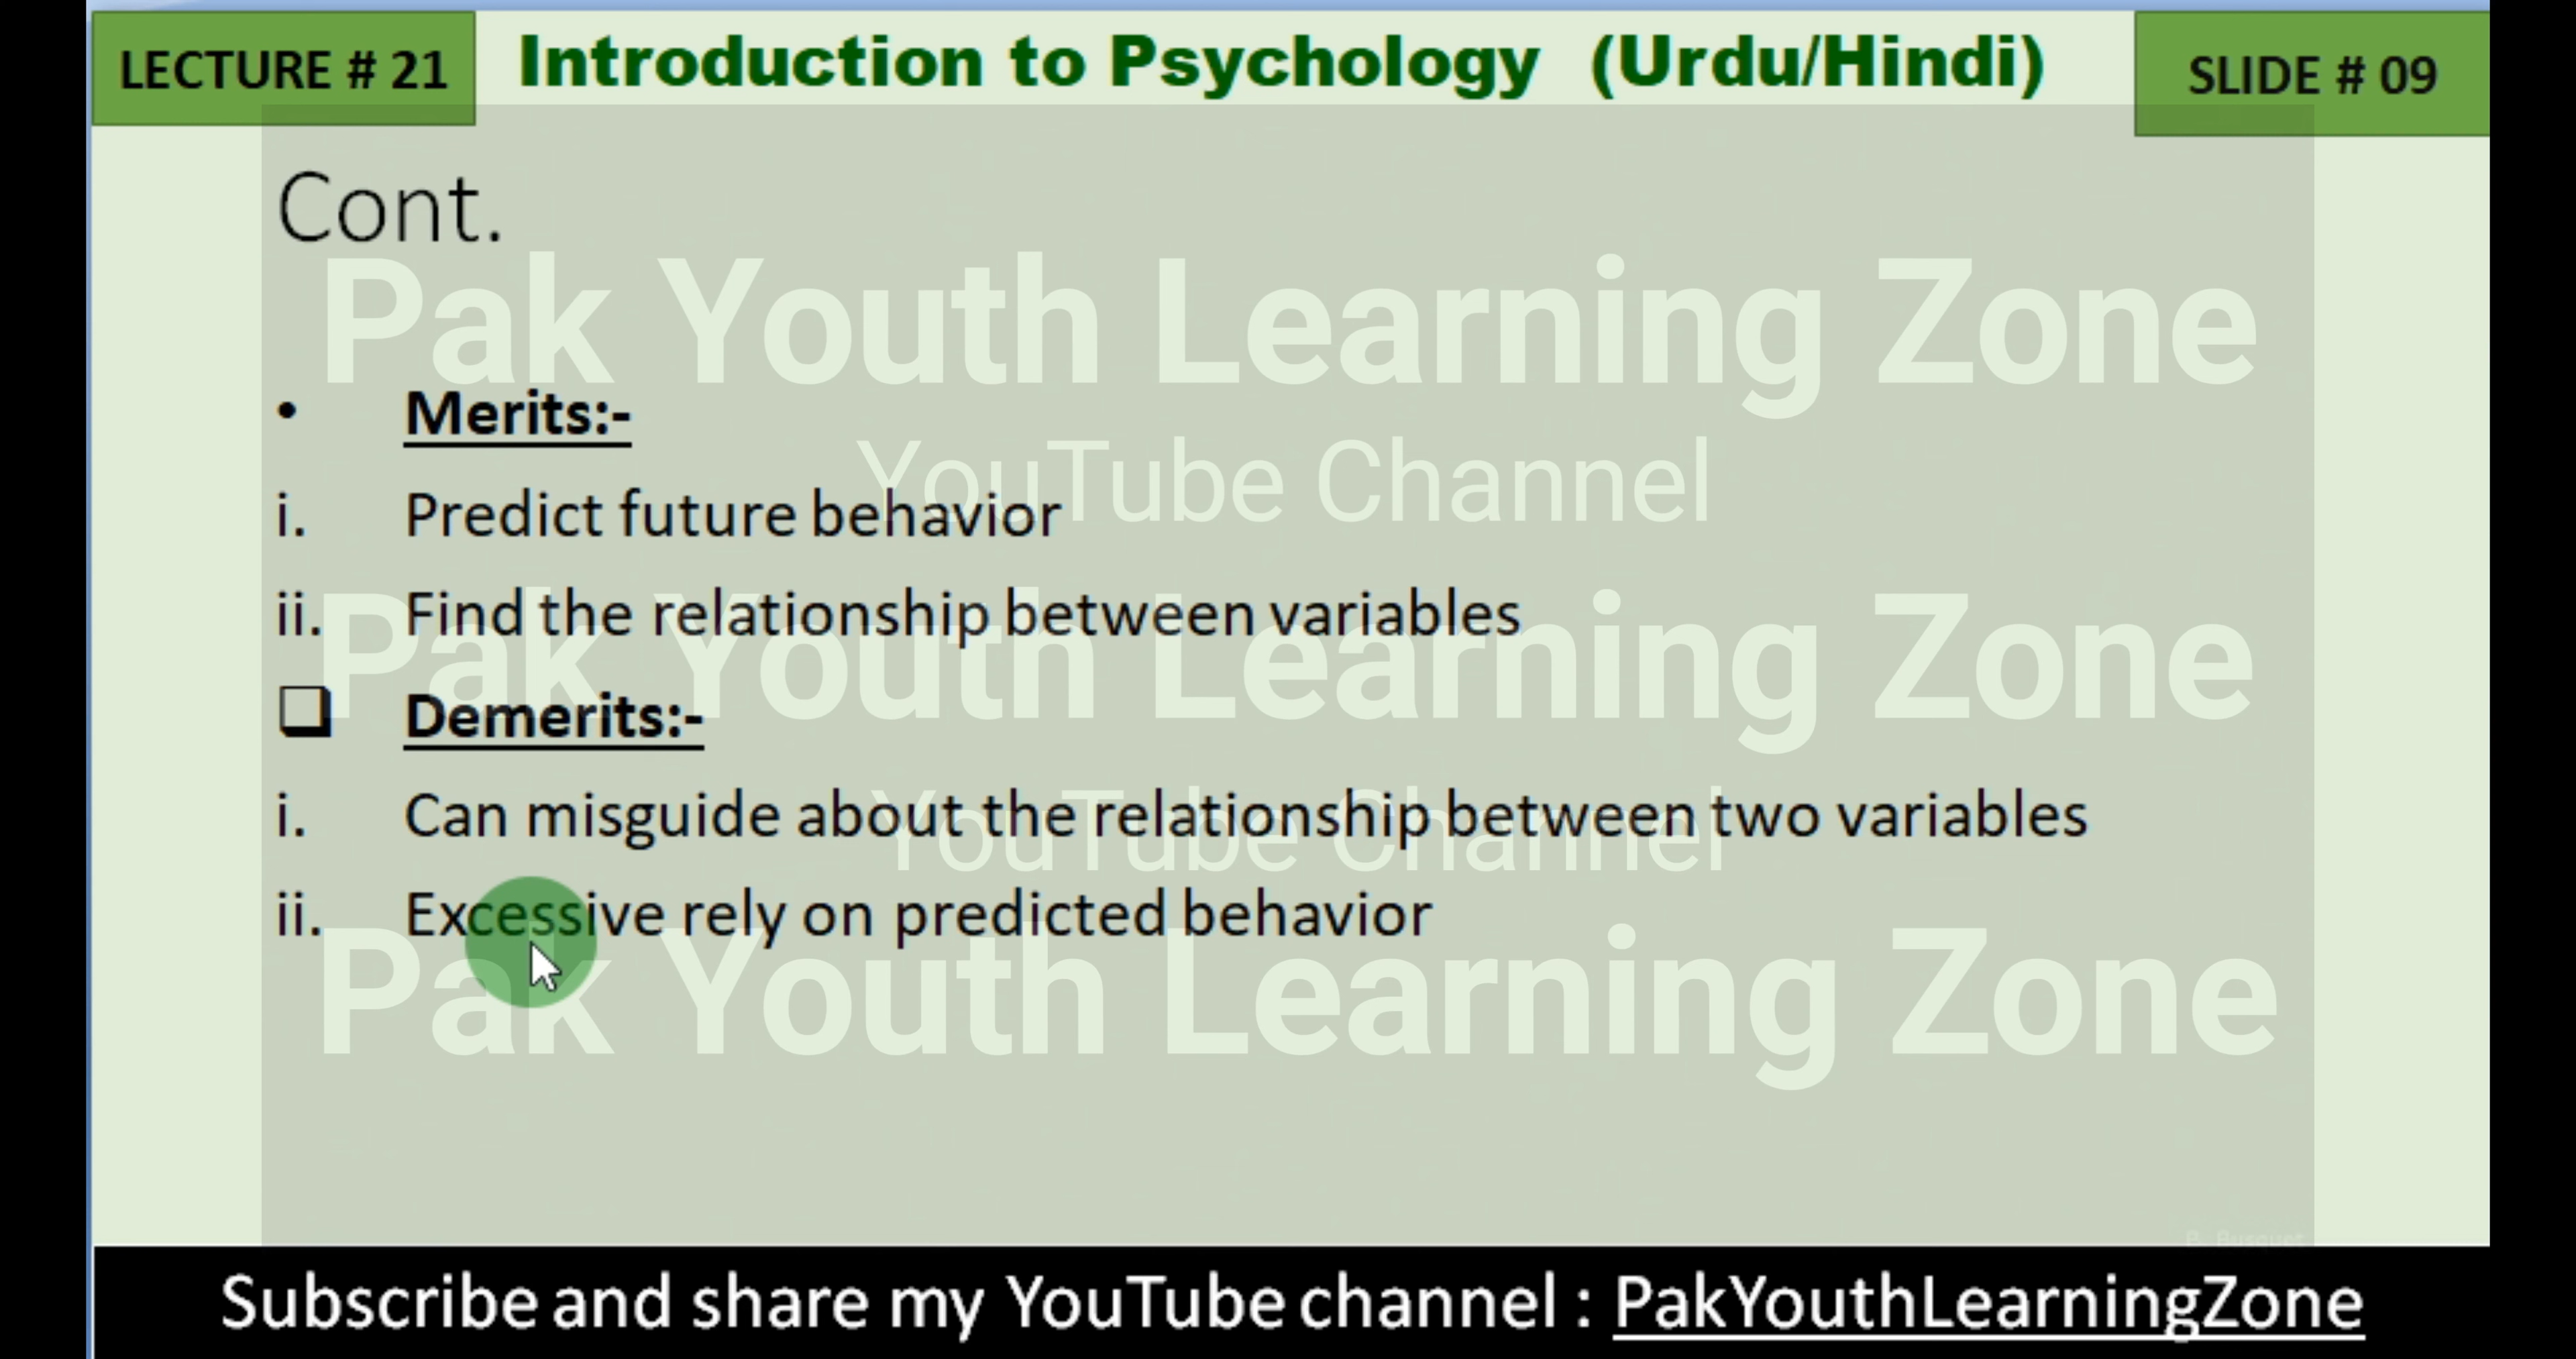 LECTURE # 21
Introduction to Psychology (Urdu/Hindi)
SLIDE # 09
Cont.
Pak Youth Learning Zone
• Merits:-
YouTube Channel
i. Predict future behavior
ii. Find the relationship between variables
Pak Youth Learning Zone
❑ Demerits:-
i. Can misguide about the relationship between two variables
YouTube Channel
ii. Excessive rely on predicted behavior
Pak Youth Learning Zone
Subscribe and share my YouTube channel : PakYouthLearningZone